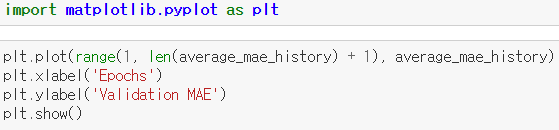 import matplotlib.pyplot as plt
plt.plot(range(1, len(average_mae_history) + 1), average_mae_history)
plt.xlabel('Epochs')
plt.ylabel('Validation MAE')
plt.show()